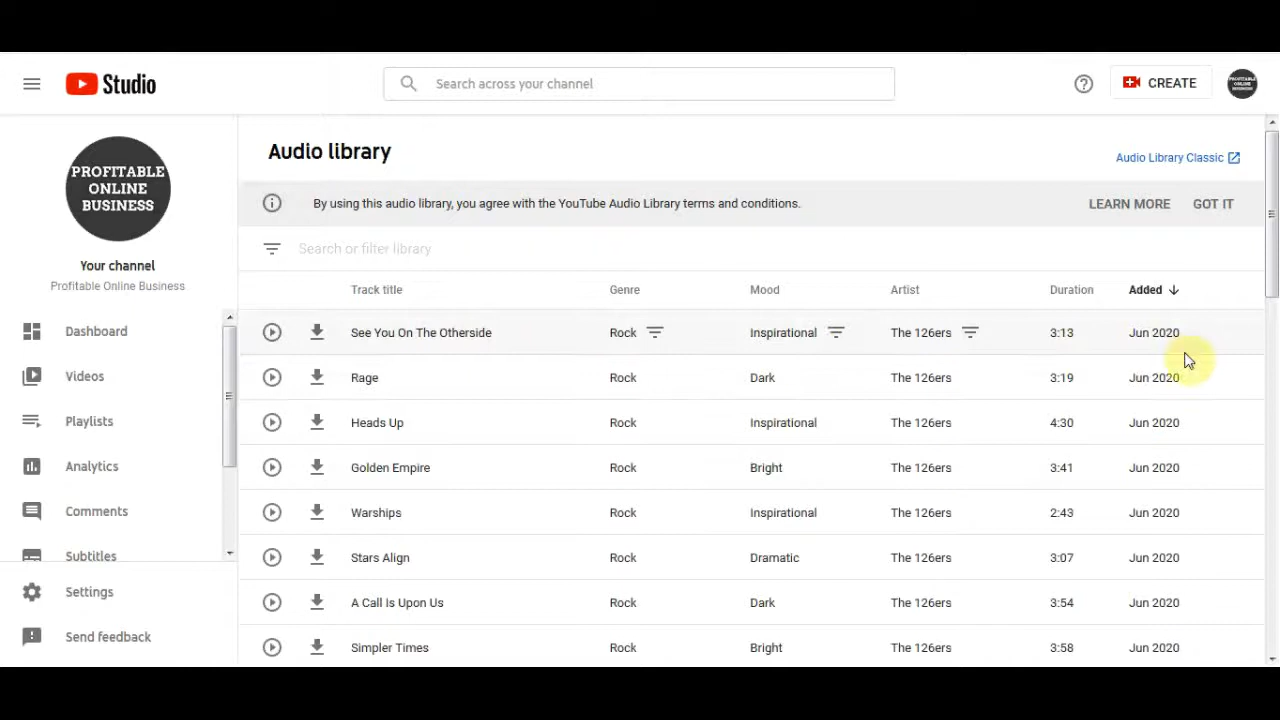 Studio
Search across your channel
CREATE
PROFITABLE
ONLINE
BUSINESS
PROFITABLE
ONLINE
BUSINESS
Your channel
Profitable Online Business
Dashboard
Videos
Playlists
Analytics
Comments
Subtitles
Settings
Send feedback
Audio library
Audio Library Classic
By using this audio library, you agree with the YouTube Audio Library terms and conditions.
LEARN MORE
GOT IT
Search or filter library
Track title Genre Mood Artist Duration Added
See You On The Otherside Rock Inspirational The 126ers 3:13 Jun 2020
Rage Rock Dark The 126ers 3:19 Jun 2020
Heads Up Rock Inspirational The 126ers 4:30 Jun 2020
Golden Empire Rock Bright The 126ers 3:41 Jun 2020
Warships Rock Inspirational The 126ers 2:43 Jun 2020
Stars Align Rock Dramatic The 126ers 3:07 Jun 2020
A Call Is Upon Us Rock Dark The 126ers 3:54 Jun 2020
Simpler Times Rock Bright The 126ers 3:58 Jun 2020